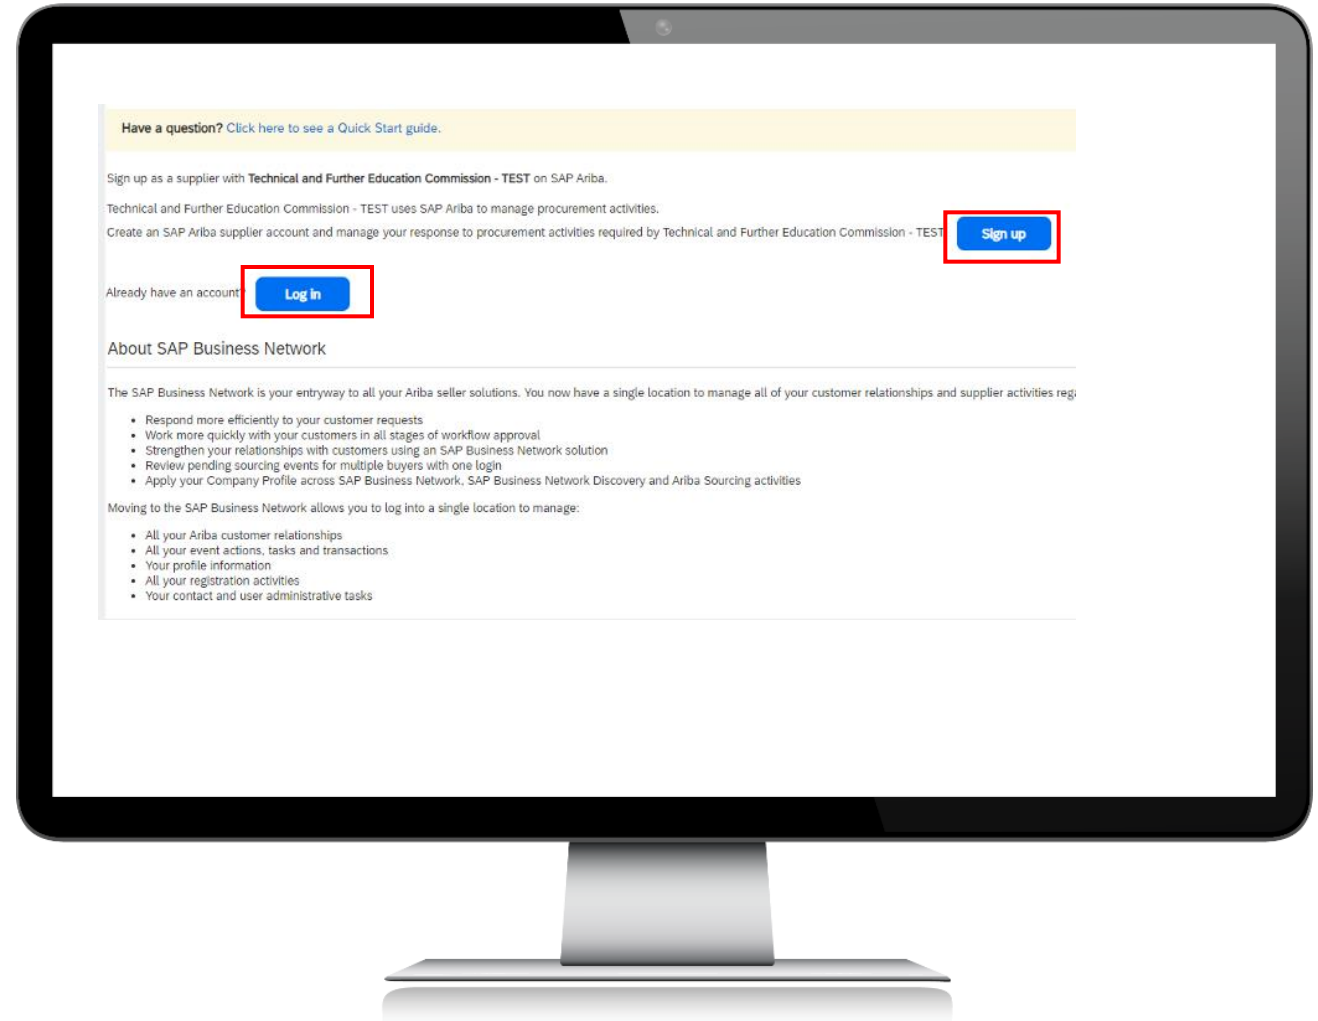 Have a question? Click here to see a Quick Start guide.
Sign up as a supplier with Technical and Further Education Commission - TEST on SAP Ariba.
Technical and Further Education Commission - TEST uses SAP Ariba to manage procurement activities.
Create an SAP Ariba supplier account and manage your response to procurement activities required by Technical and Further Education Commission - TEST Sign up
Already have an account? Log in
About SAP Business Network
The SAP Business Network is your entryway to all your Ariba seller solutions. You now have a single location to manage all of your customer relationships and supplier activities rega
• Respond more efficiently to your customer requests
• Work more quickly with your customers in all stages of workflow approval
• Strengthen your relationships with customers using an SAP Business Network solution
• Review pending sourcing events for multiple buyers with one login
• Apply your Company Profile across SAP Business Network, SAP Business Network Discovery and Ariba Sourcing activities
Moving to the SAP Business Network allows you to log into a single location to manage:
• All your Ariba customer relationships
• All your event actions, tasks and transactions
• Your profile information
• All your registration activities
• Your contact and user administrative tasks